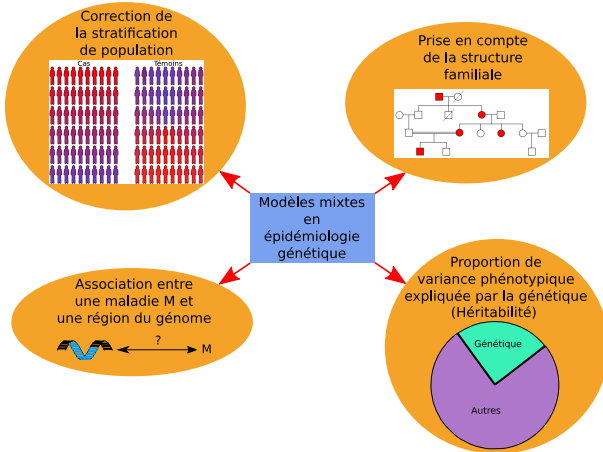 Correction de
la stratification
de population
Cas
Témoins
Prise en compte
de la structure
familiale
Modèles mixtes
en
épidémiologie
génétique
Association entre
une maladie M et
une région du génome
?
M
Proportion de
variance phénotypique
expliquée par la génétique
(Héritabilité)
Génétique
Autres